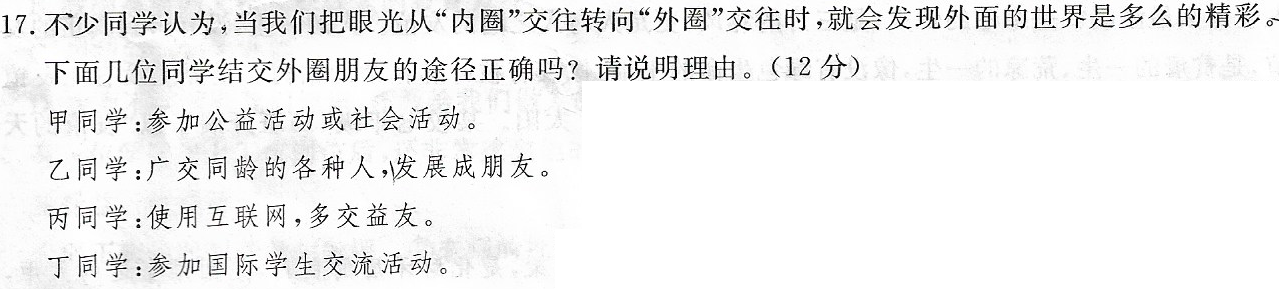 17. 不少同学认为,当我们把眼光从“内圈”交往转向“外圈”交往时,就会发现外面的世界是多么的精彩。
下面几位同学结交外圈朋友的途径正确吗？请说明理由。(12 分)
甲同学:参加公益活动或社会活动。
乙同学:广交同龄的各种人,发展成朋友。
丙同学:使用互联网,多交益友。
丁同学:参加国际学生交流活动。